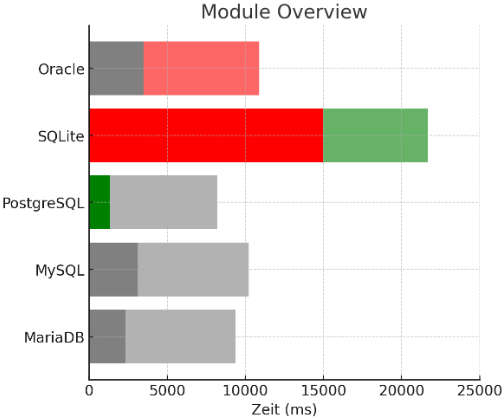 Module Overview
Oracle
SQLite
PostgreSQL
MySQL
MariaDB
0 5000 10000 15000 20000 25000
Zeit (ms)